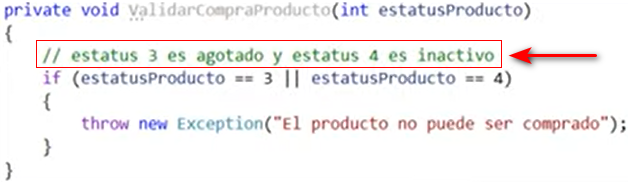 private void ValidarCompraProducto(int estatusProducto)
{
// estatus 3 es agotado y estatus 4 es inactivo
if (estatusProducto == 3 || estatusProducto == 4)
{
throw new Exception("El producto no puede ser comprado");
}
}